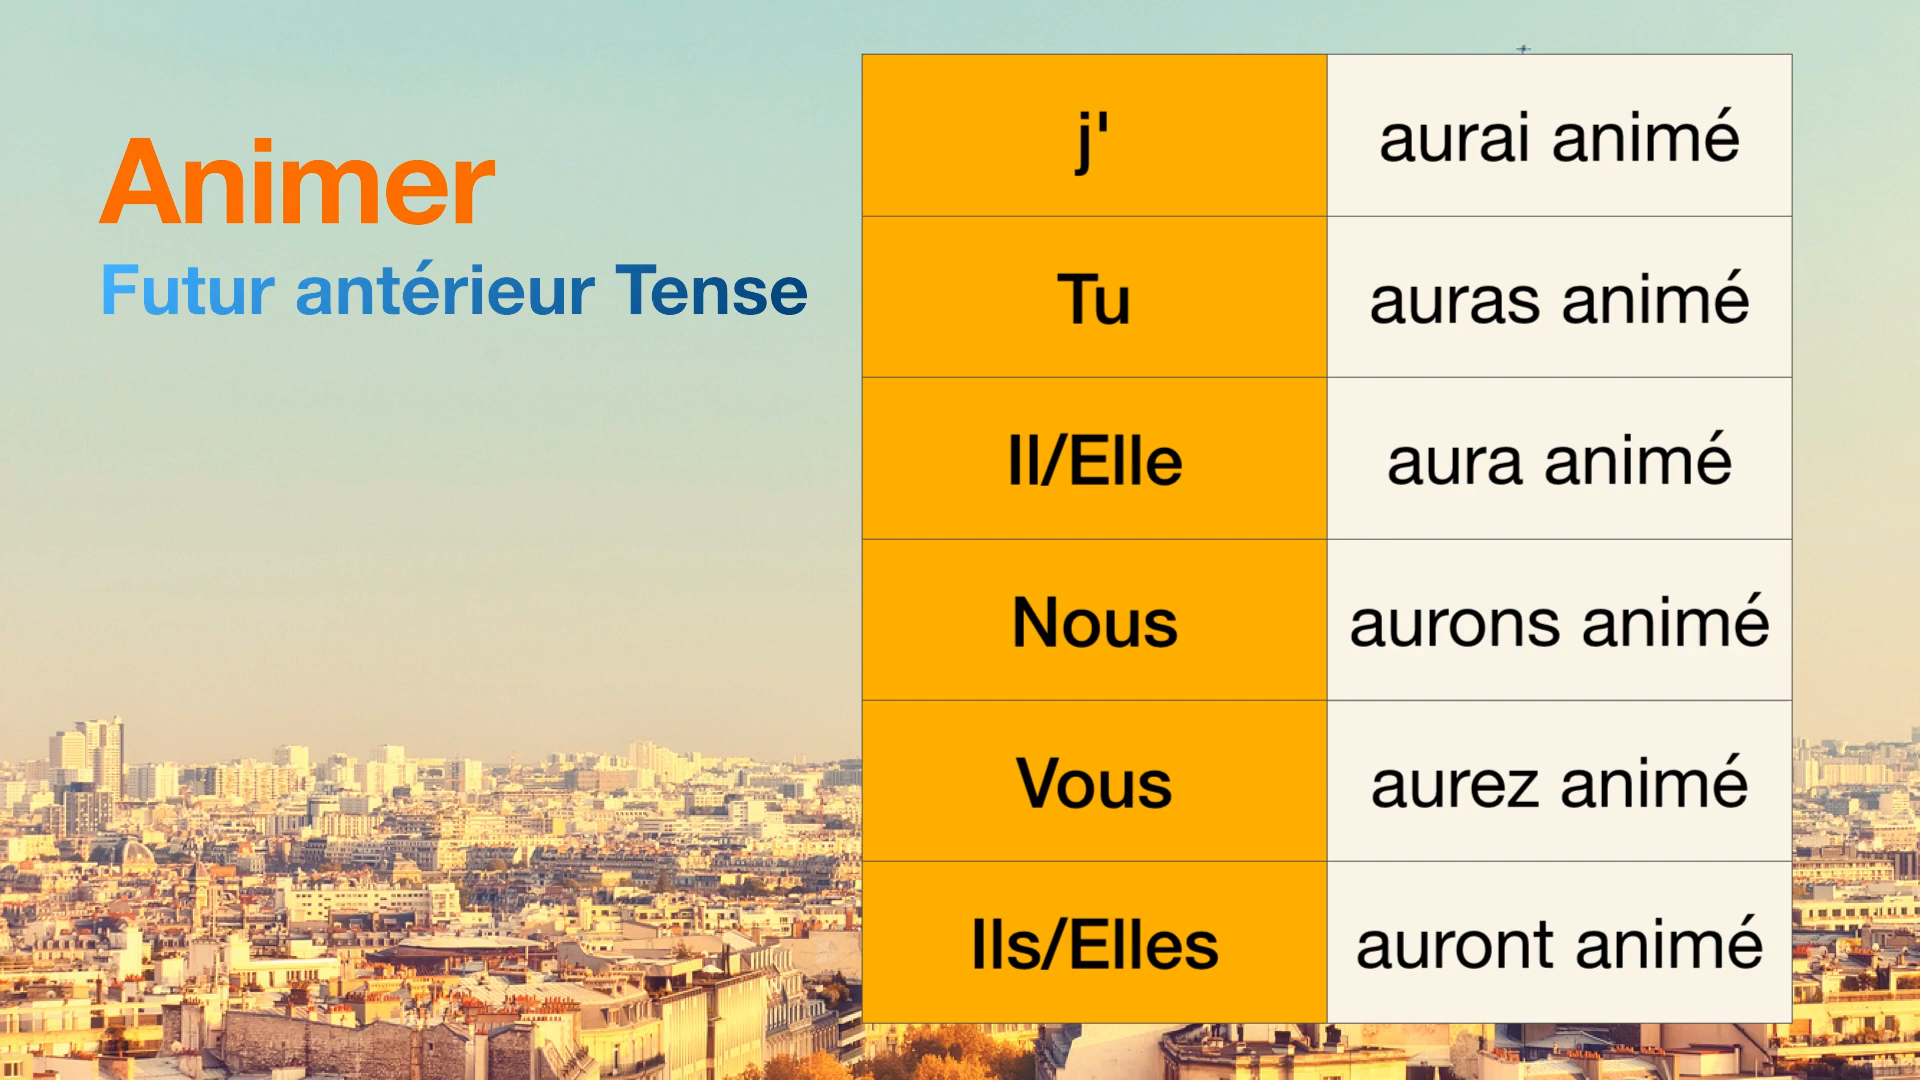 Animer
Futur antérieur Tense
j' aurai animé
Tu auras animé
Il/Elle aura animé
Nous aurons animé
Vous aurez animé
Ils/Elles auront animé